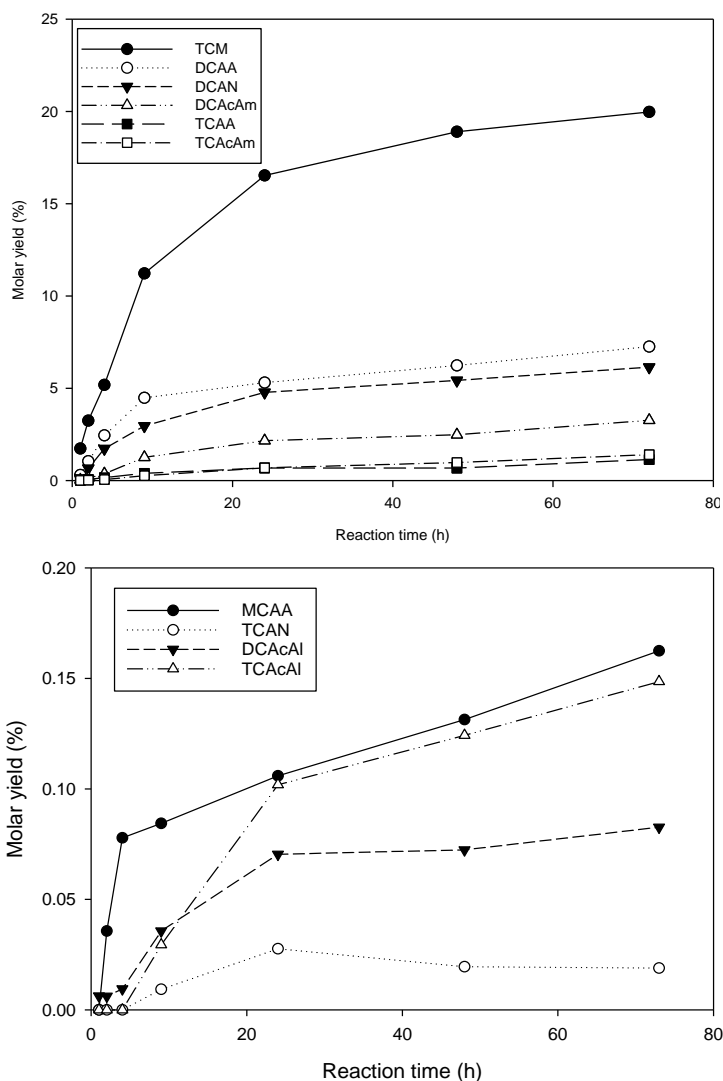 25
20
15
10
5
0
Molar yield (%)
TCM
DCAA
DCAN
DCAcAm
TCAA
TCAcAm
0 20 40 60 80
Reaction time (h)
0.20
0.15
0.10
0.05
0.00
Molar yield (%)
MCAA
TCAN
DCAcAl
TCAcAl
0 20 40 60 80
Reaction time (h)